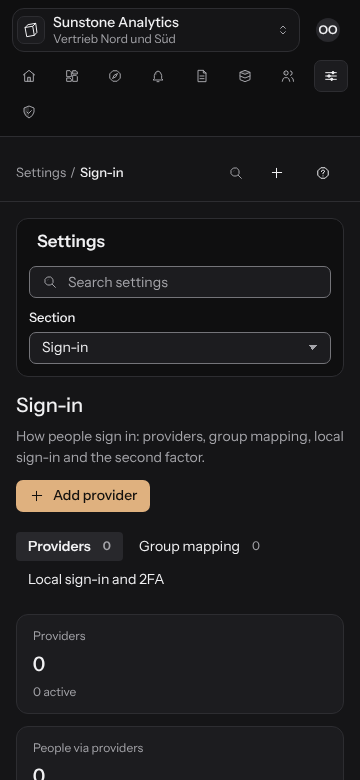 Sunstone Analytics
Vertrieb Nord und Süd
OO
Settings / Sign-in
Settings
Search settings
Section
Sign-in
Sign-in
How people sign in: providers, group mapping, local
sign-in and the second factor.
Add provider
Providers 0 Group mapping 0
Local sign-in and 2FA
Providers
0
0 active
People via providers
0